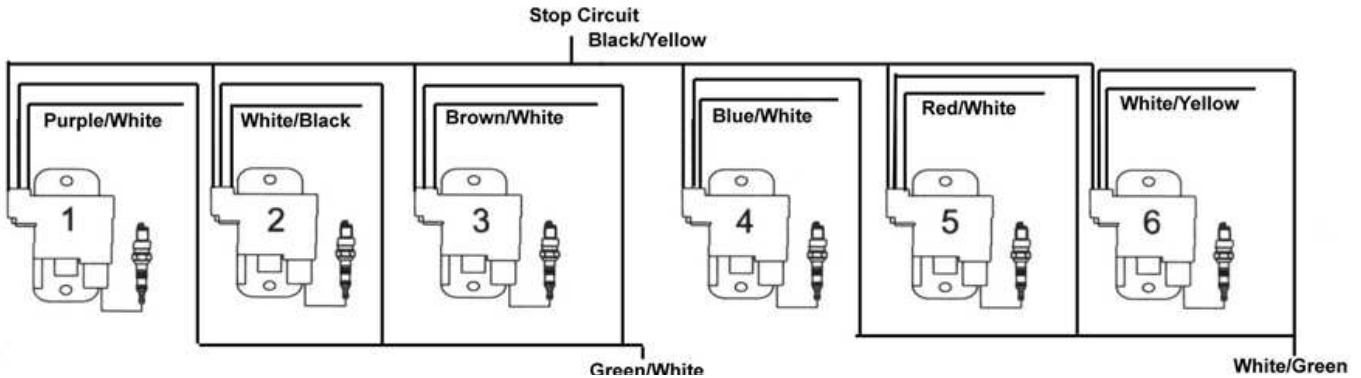 Stop Circuit
Black/Yellow
Purple/White
White/Black
Brown/White
Blue/White
Red/White
White/Yellow
1
2
3
4
5
6
Green/White
White/Green